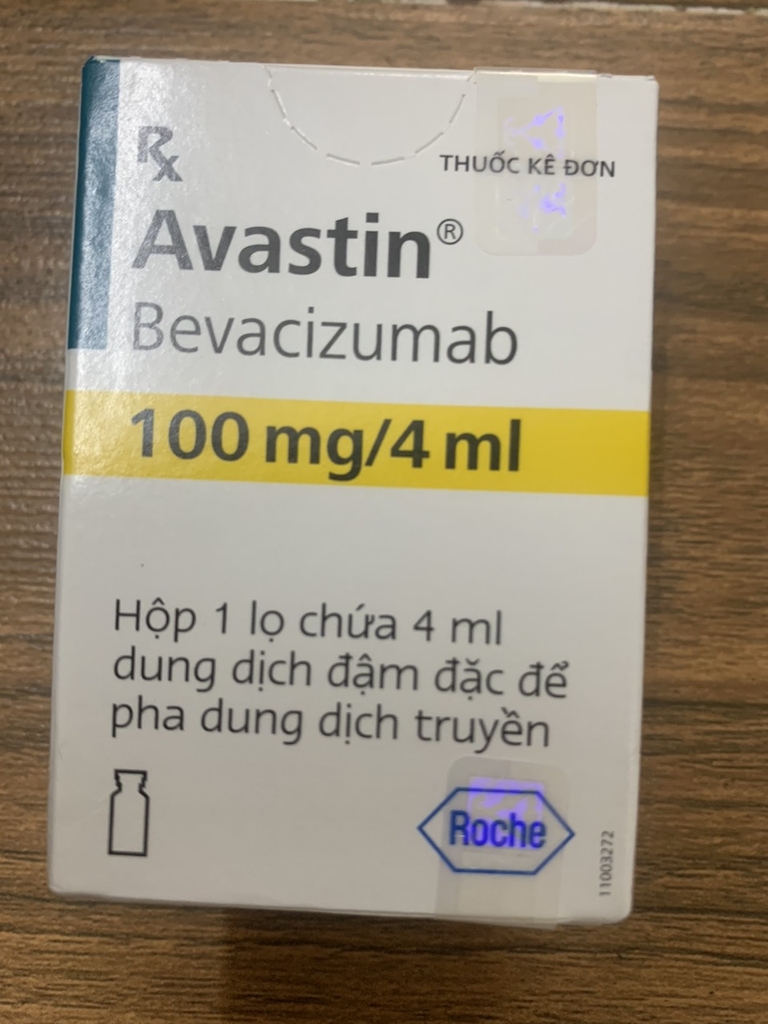 Rx
THUỐC KÊ ĐƠN
Avastin®
Bevacizumab
100 mg/4 ml
Hộp 1 lọ chứa 4 ml
dung dịch đậm đặc để
pha dung dịch truyền
Roche
11003272